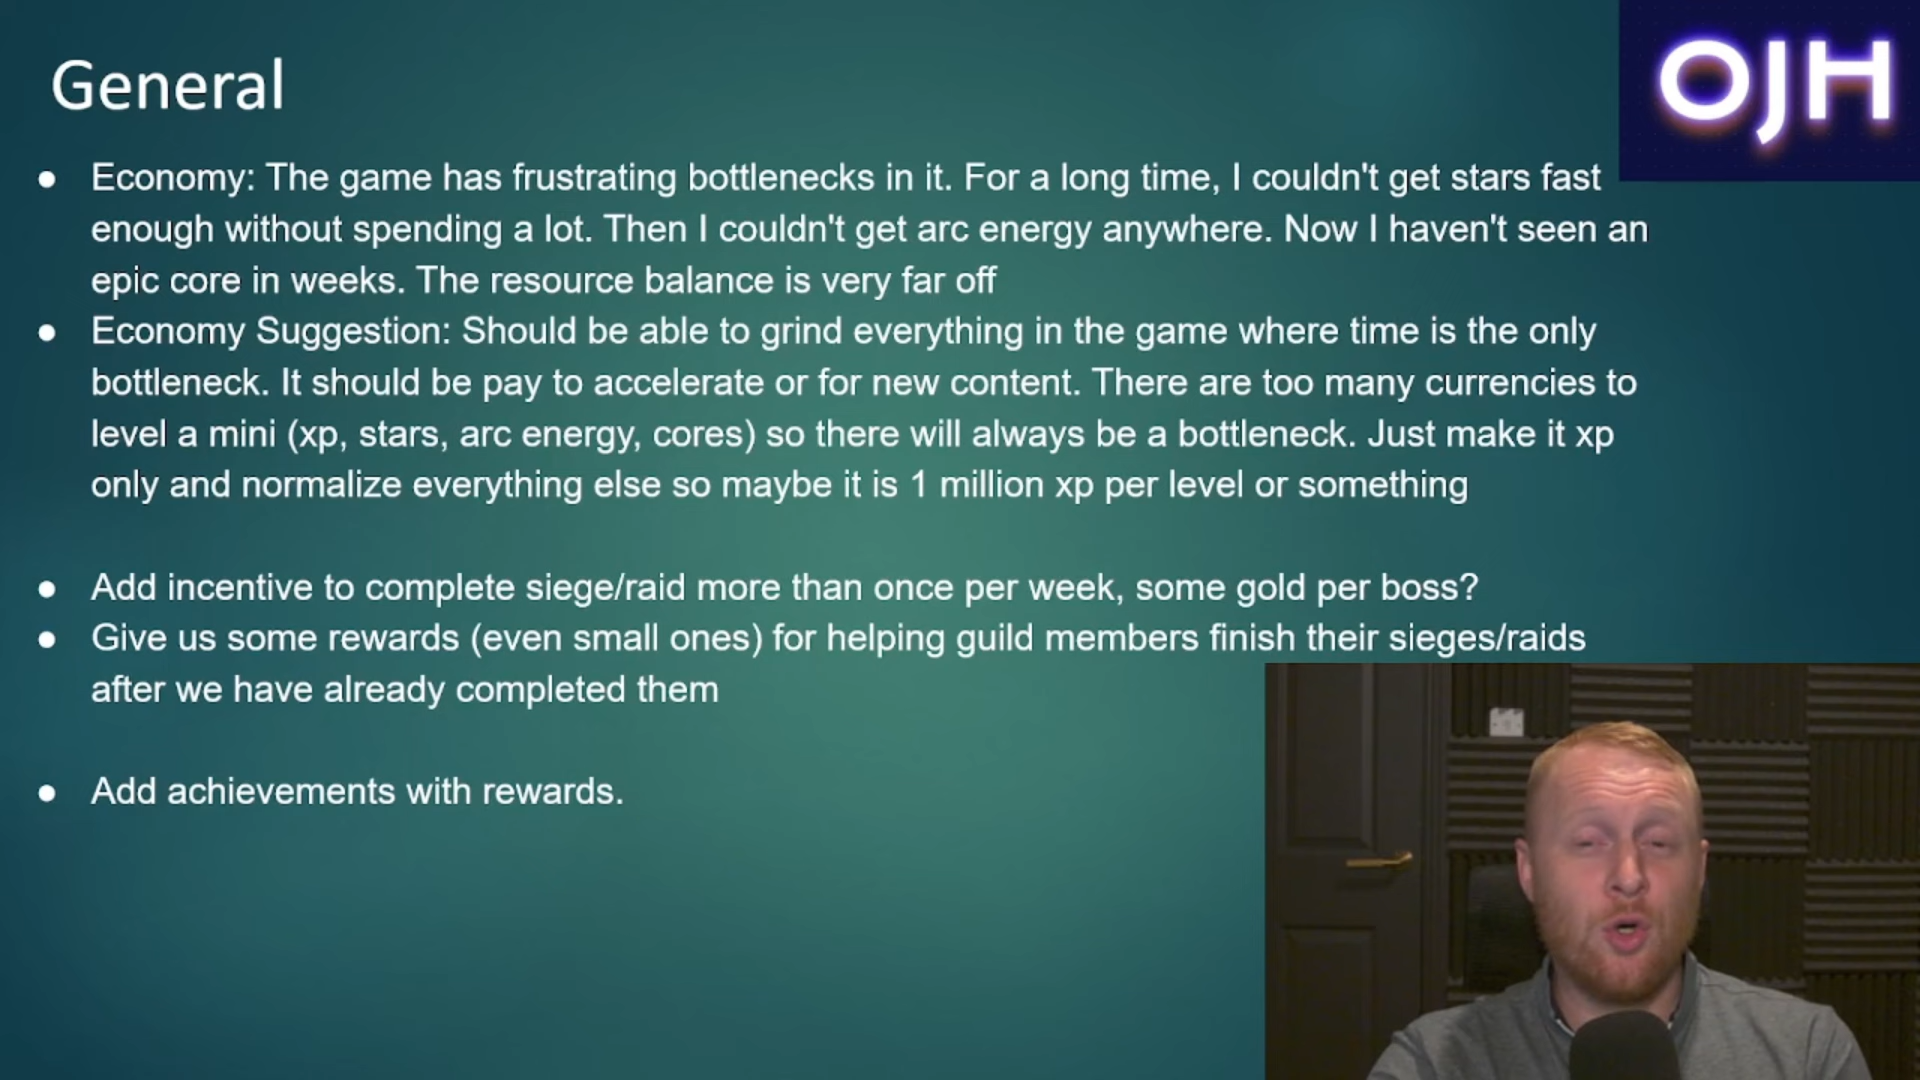 General
OJH
● Economy: The game has frustrating bottlenecks in it. For a long time, I couldn't get stars fast
enough without spending a lot. Then I couldn't get arc energy anywhere. Now I haven't seen an
epic core in weeks. The resource balance is very far off
● Economy Suggestion: Should be able to grind everything in the game where time is the only
bottleneck. It should be pay to accelerate or for new content. There are too many currencies to
level a mini (xp, stars, arc energy, cores) so there will always be a bottleneck. Just make it xp
only and normalize everything else so maybe it is 1 million xp per level or something
● Add incentive to complete siege/raid more than once per week, some gold per boss?
● Give us some rewards (even small ones) for helping guild members finish their sieges/raids
after we have already completed them
● Add achievements with rewards.